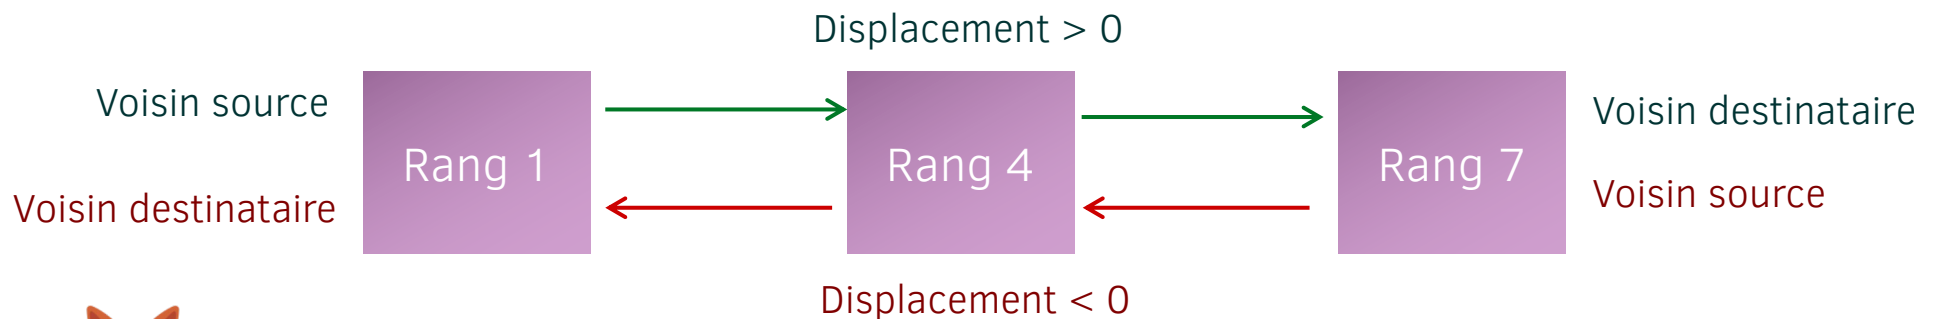 Displacement > 0
Voisin source
Voisin destinataire
Rang 1
Rang 4
Rang 7
Voisin destinataire
Voisin source
Displacement < 0